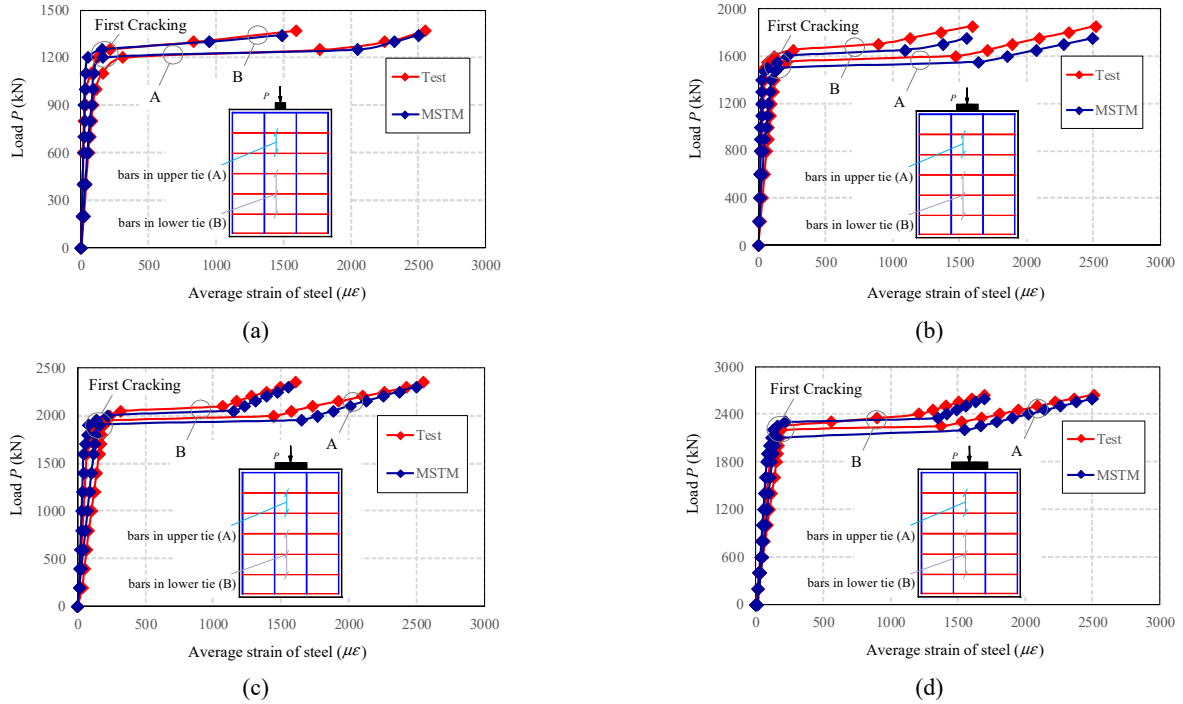 1500
1200
900
600
300
0
0
500
1000
1500
2000
2500
3000
Load P (kN)
Average strain of steel (με)
First Cracking
A
B
Test
MSTM
P
bars in upper tie (A)
bars in lower tie (B)
(a)
2000
1600
1200
800
400
0
0
500
1000
1500
2000
2500
3000
Load P (kN)
Average strain of steel (με)
First Cracking
B
A
Test
MSTM
P
bars in upper tie (A)
bars in lower tie (B)
(b)
2500
2000
1500
1000
500
0
0
500
1000
1500
2000
2500
3000
Load P (kN)
Average strain of steel (με)
First Cracking
B
A
Test
MSTM
P
bars in upper tie (A)
bars in lower tie (B)
(c)
3000
2400
1800
1200
600
0
0
500
1000
1500
2000
2500
3000
Load P (kN)
Average strain of steel (με)
First Cracking
B
A
Test
MSTM
P
bars in upper tie (A)
bars in lower tie (B)
(d)